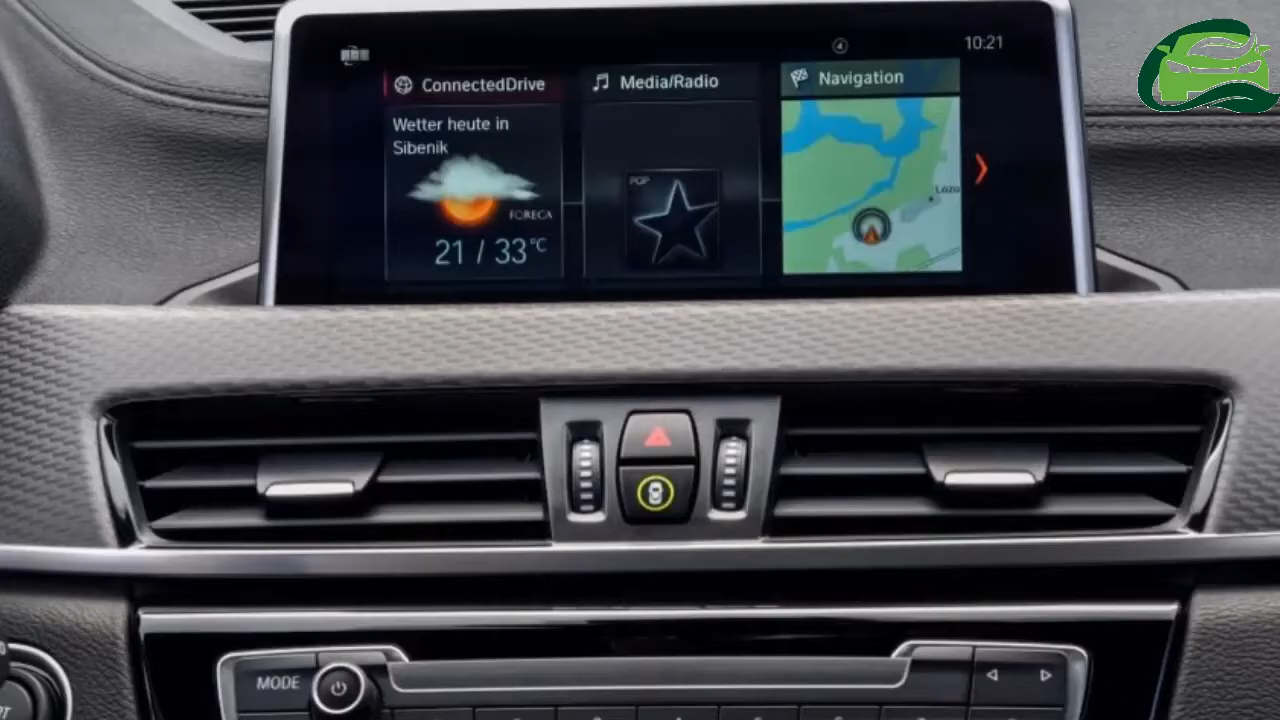 10:21
ConnectedDrive
Media/Radio
Navigation
Wetter heute in
Sibenik
FORECA
21 / 33°C
POP
Lozo
MODE